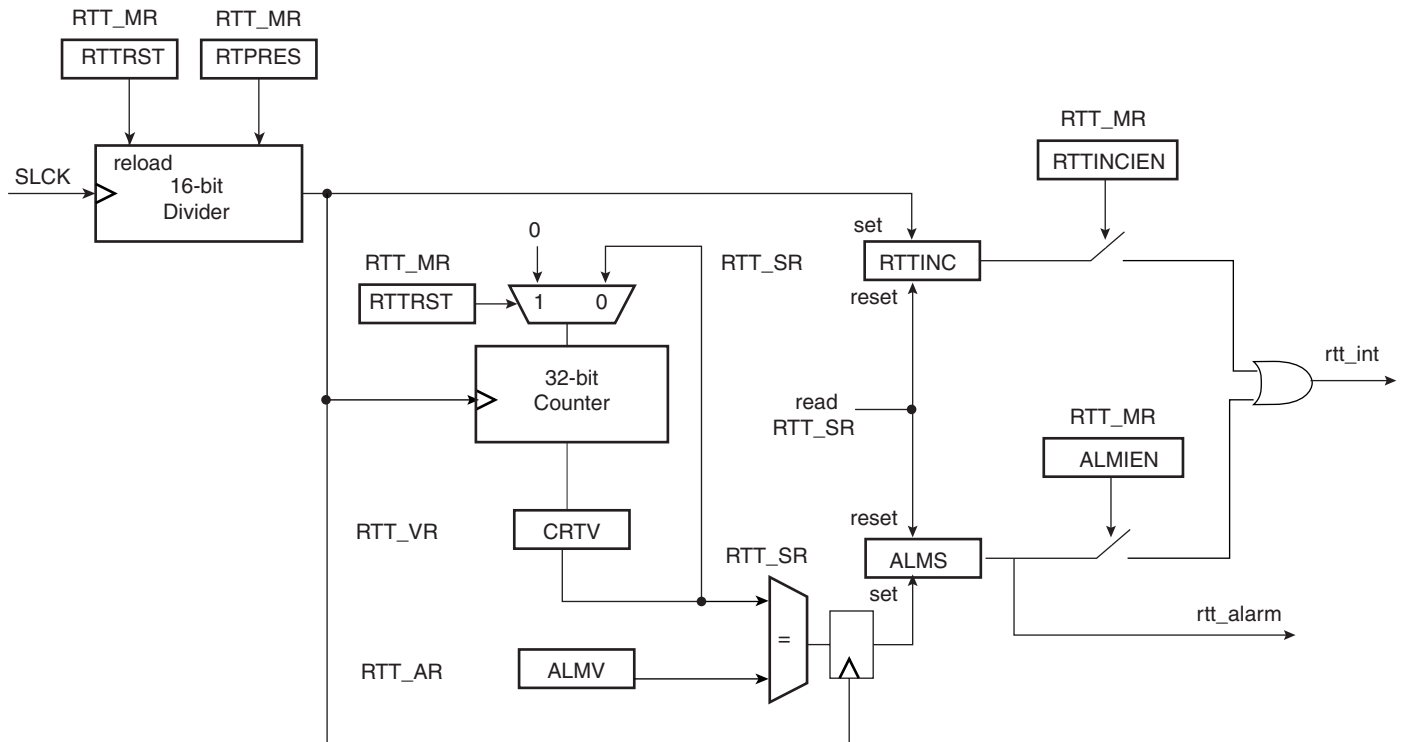 RTT_MR
RTTRST
RTT_MR
RTPRES
reload
16-bit
Divider
SLCK
RTT_MR
RTTINCIEN
0
set
RTTINC
reset
RTT_SR
RTT_MR
RTTRST
1 0
32-bit
Counter
read
RTT_SR
rtt_int
RTT_MR
ALMIEN
RTT_VR
CRTV
reset
ALMS
set
RTT_SR
=
rtt_alarm
RTT_AR
ALMV